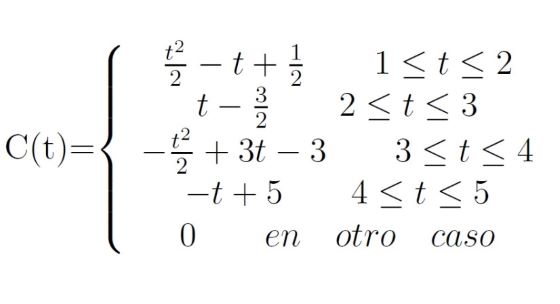 t²/2 − t + 1/2 1 ≤ t ≤ 2
t − 3/2 2 ≤ t ≤ 3
C(t)= { −t²/2 + 3t − 3 3 ≤ t ≤ 4
−t + 5 4 ≤ t ≤ 5
0 en otro caso